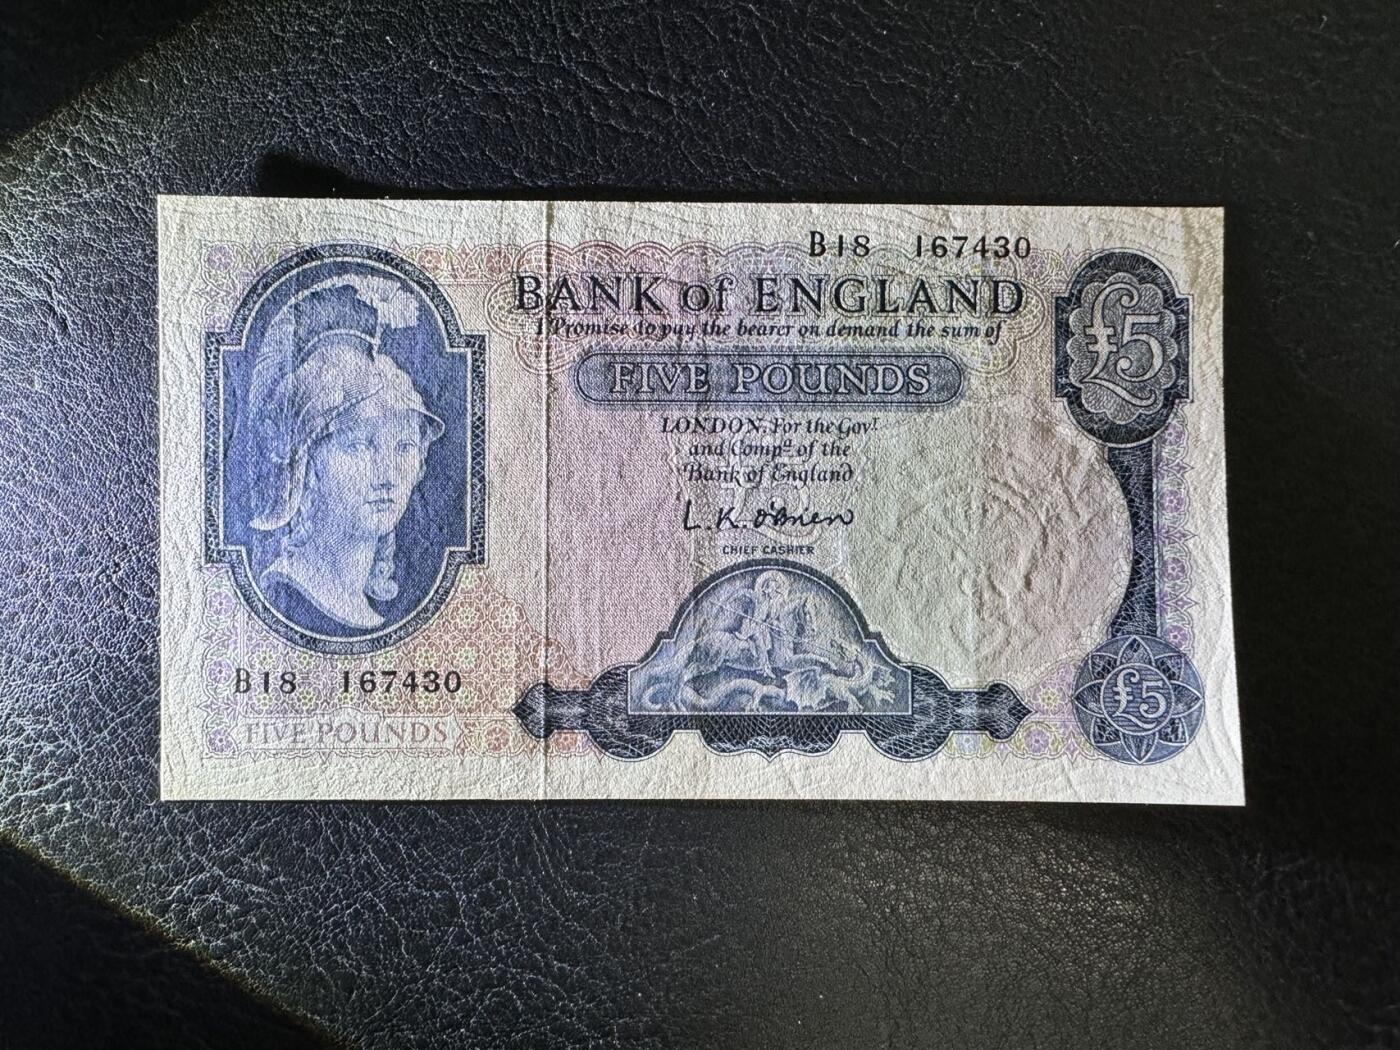 B18 167430
BANK of ENGLAND
I Promise to pay the bearer on demand the sum of
£5
FIVE POUNDS
LONDON. For the Govr
and Compa of the
Bank of England
L.K. O'Brien
CHIEF CASHIER
B18 167430
£5
FIVE POUNDS